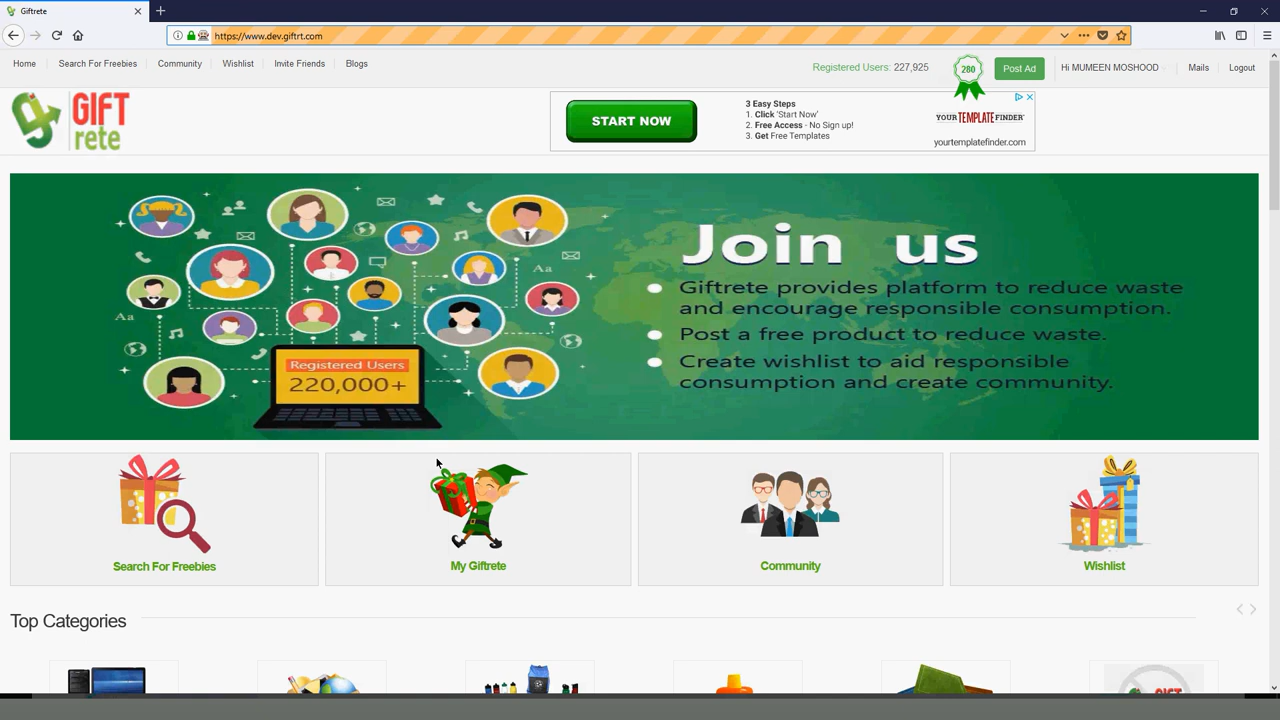 Giftrete
https://www.dev.giftrt.com
Home
Search For Freebies
Community
Wishlist
Invite Friends
Blogs
Registered Users: 227,925
280
Post Ad
Hi MUMEEN MOSHOOD
Mails
Logout
GIFT
rete
START NOW
3 Easy Steps
1. Click 'Start Now'
2. Free Access - No Sign up!
3. Get Free Templates
YOUR TEMPLATE FINDER
yourtemplatefinder.com
Aa
Aa
Registered Users
220,000+
Join us
Giftrete provides platform to reduce waste
and encourage responsible consumption.
Post a free product to reduce waste.
Create wishlist to aid responsible
consumption and create community.
Search For Freebies
My Giftrete
Community
Wishlist
Top Categories
GIFT